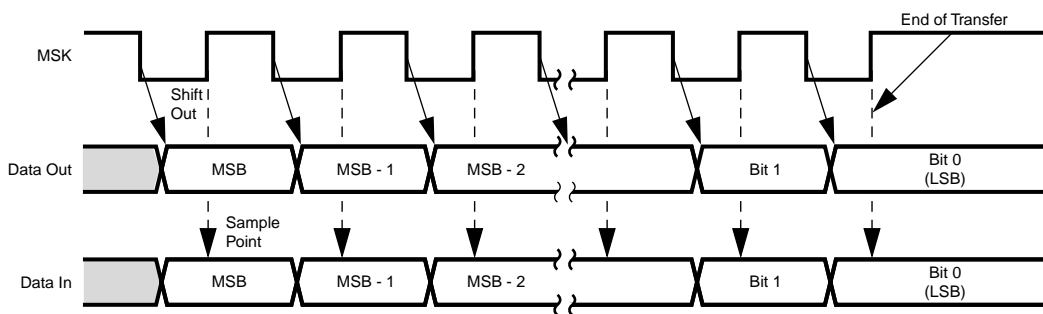 End of Transfer
MSK
Shift
Out
Data Out
MSB
MSB - 1
MSB - 2
Bit 1
Bit 0
(LSB)
Sample
Point
Data In
MSB
MSB - 1
MSB - 2
Bit 1
Bit 0
(LSB)